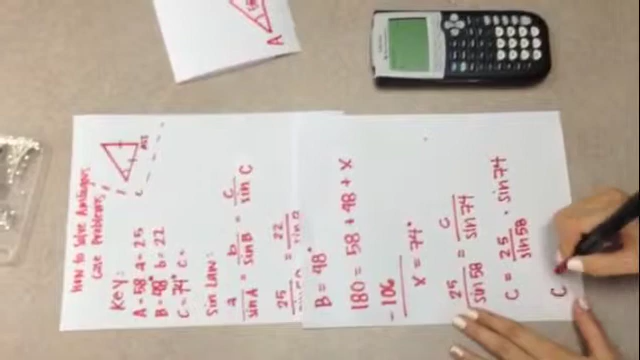 How to Solve Ambiguous
Case Problems:
Key:
A = 58° a = 25
B = 48° b = 22
C = 74° c =
Sin Law:
a/sinA = b/sinB = c/sinC
25/ = 22/
B = 48°
180 = 58 + 48 + x
- 106
x = 74°
25/sin58 = c/sin74
C = 25/sin58 · sin74
C
A